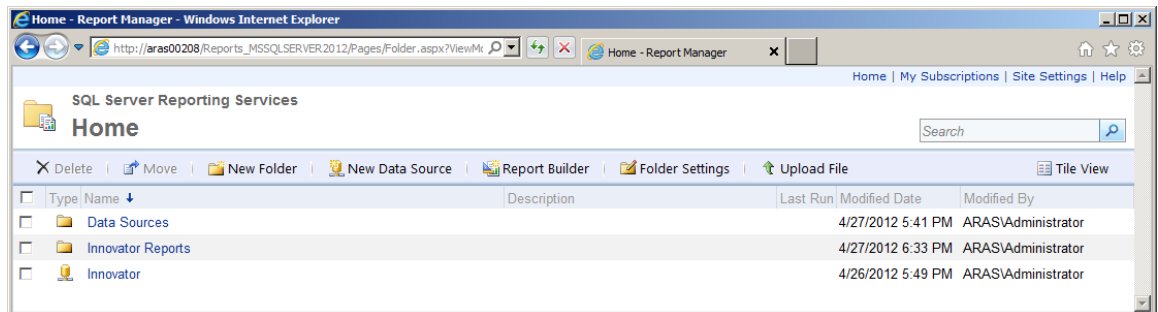 Home - Report Manager - Windows Internet Explorer
http://aras00208/Reports_MSSQLSERVER2012/Pages/Folder.aspx?ViewMc
Home - Report Manager
Home | My Subscriptions | Site Settings | Help
SQL Server Reporting Services
Home
Search
Delete Move New Folder New Data Source Report Builder Folder Settings Upload File Tile View
Type Name Description Last Run Modified Date Modified By
Data Sources 4/27/2012 5:41 PM ARAS\Administrator
Innovator Reports 4/27/2012 6:33 PM ARAS\Administrator
Innovator 4/26/2012 5:49 PM ARAS\Administrator